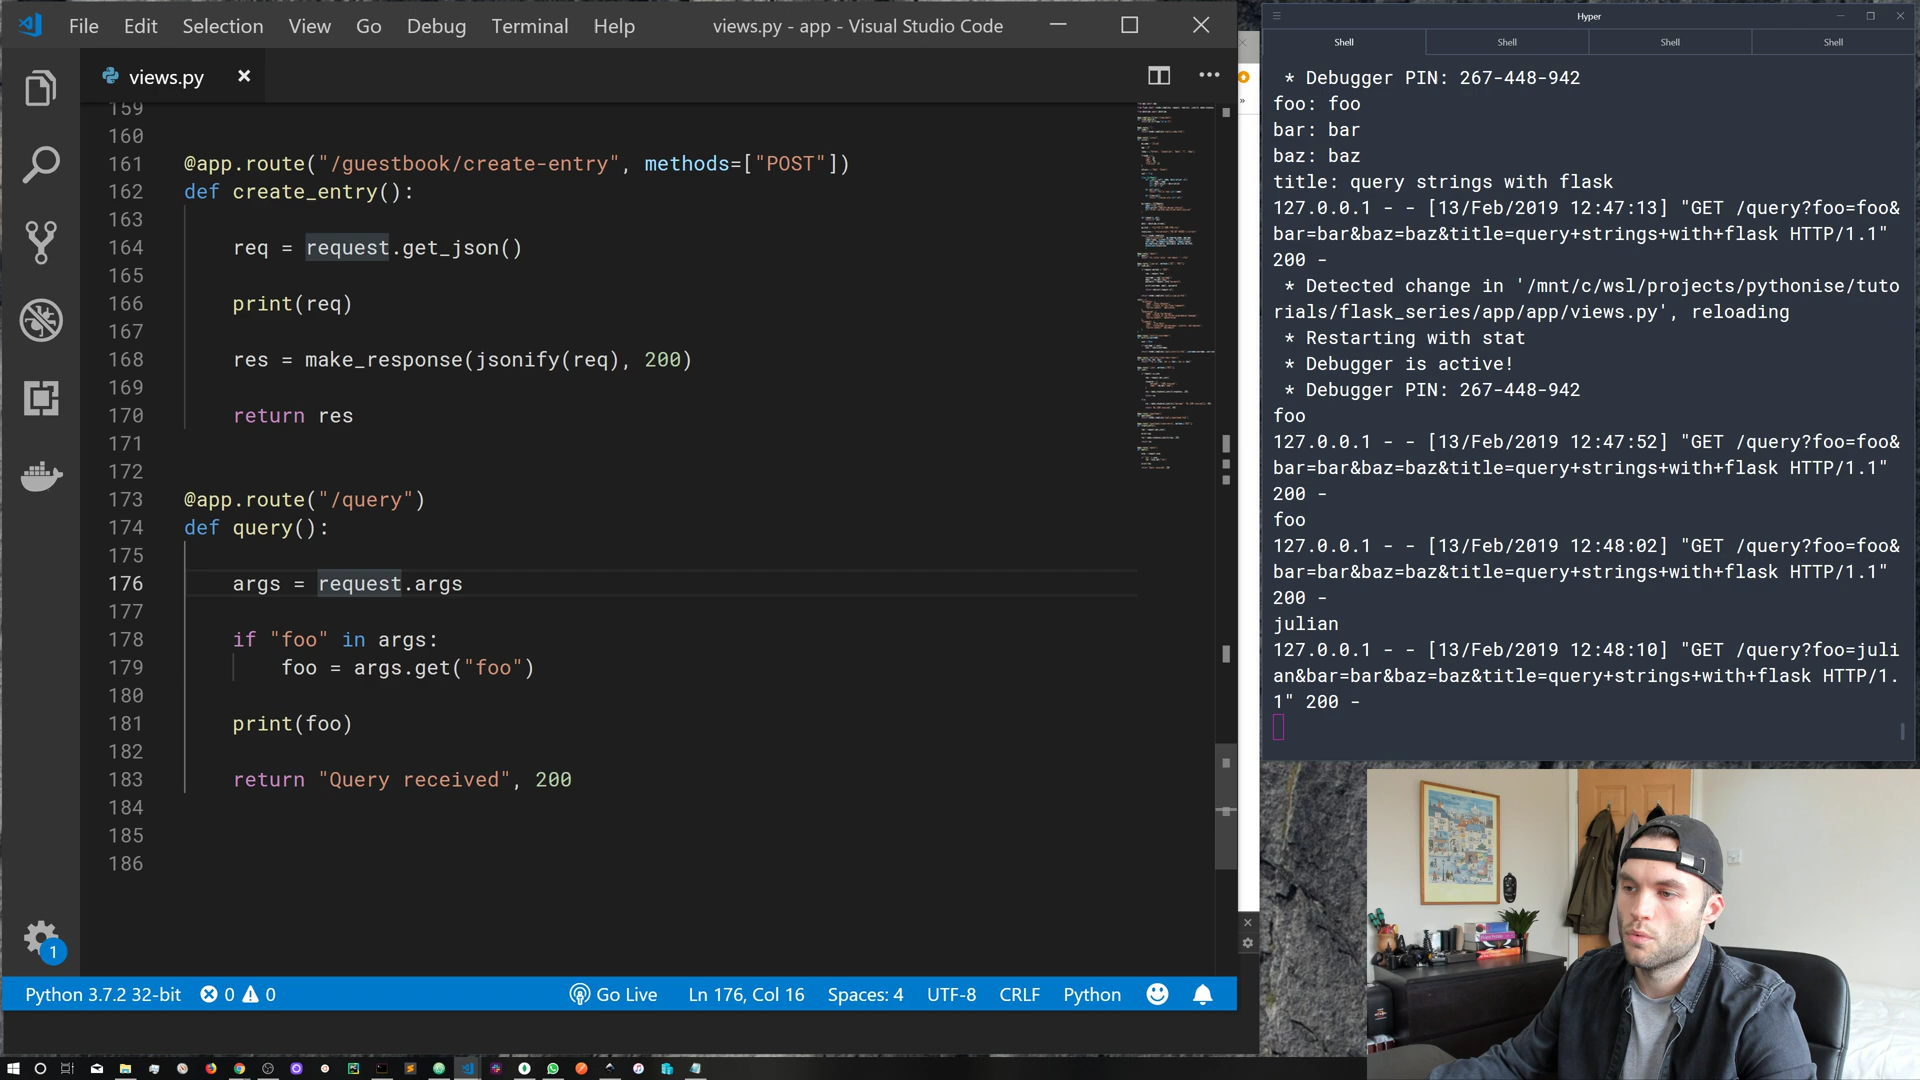 File Edit Selection View Go Debug Terminal Help
views.py - app - Visual Studio Code
views.py
159
160
161 @app.route("/guestbook/create-entry", methods=["POST"])
162 def create_entry():
163
164 req = request.get_json()
165
166 print(req)
167
168 res = make_response(jsonify(req), 200)
169
170 return res
171
172
173 @app.route("/query")
174 def query():
175
176 args = request.args
177
178 if "foo" in args:
179 foo = args.get("foo")
180
181 print(foo)
182
183 return "Query received", 200
184
185
186
1
Python 3.7.2 32-bit 0 0 Go Live Ln 176, Col 16 Spaces: 4 UTF-8 CRLF Python
Hyper
Shell Shell Shell Shell
* Debugger PIN: 267-448-942
foo: foo
bar: bar
baz: baz
title: query strings with flask
127.0.0.1 - - [13/Feb/2019 12:47:13] "GET /query?foo=foo&
bar=bar&baz=baz&title=query+strings+with+flask HTTP/1.1"
200 -
* Detected change in '/mnt/c/wsl/projects/pythonise/tuto
rials/flask_series/app/app/views.py', reloading
* Restarting with stat
* Debugger is active!
* Debugger PIN: 267-448-942
foo
127.0.0.1 - - [13/Feb/2019 12:47:52] "GET /query?foo=foo&
bar=bar&baz=baz&title=query+strings+with+flask HTTP/1.1"
200 -
foo
127.0.0.1 - - [13/Feb/2019 12:48:02] "GET /query?foo=foo&
bar=bar&baz=baz&title=query+strings+with+flask HTTP/1.1"
200 -
julian
127.0.0.1 - - [13/Feb/2019 12:48:10] "GET /query?foo=juli
an&bar=bar&baz=baz&title=query+strings+with+flask HTTP/1.
1" 200 -